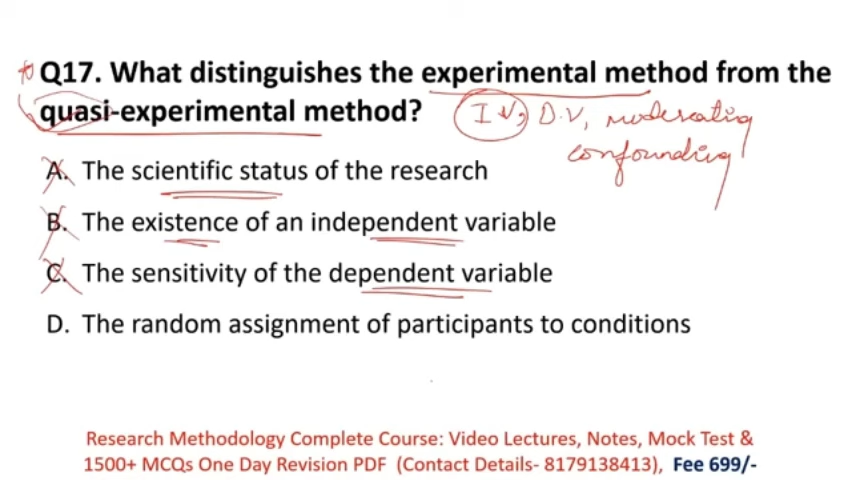 Q17. What distinguishes the experimental method from the
quasi-experimental method?
I V, D.V, moderating
confounding
A. The scientific status of the research
B. The existence of an independent variable
C. The sensitivity of the dependent variable
D. The random assignment of participants to conditions
Research Methodology Complete Course: Video Lectures, Notes, Mock Test &
1500+ MCQs One Day Revision PDF (Contact Details- 8179138413), Fee 699/-